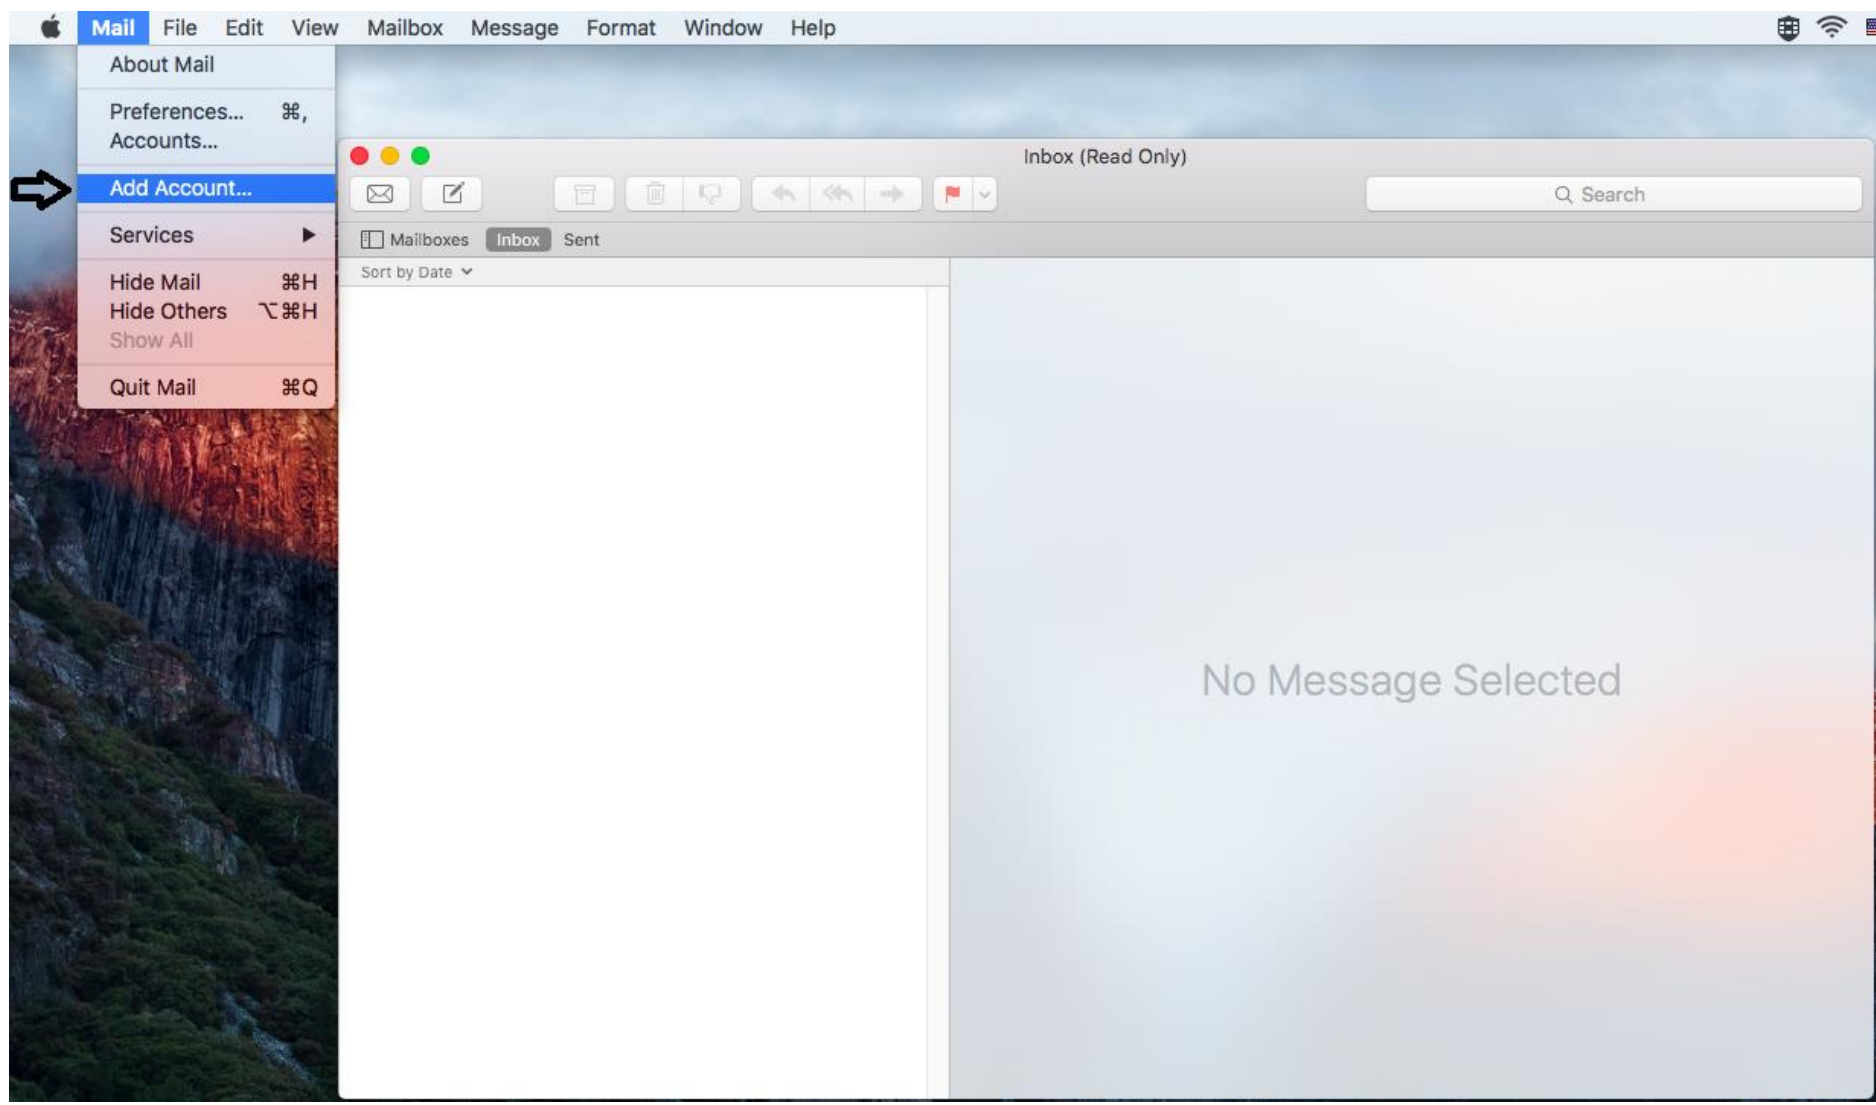 Mail File Edit View Mailbox Message Format Window Help
About Mail
Preferences... ⌘,
Accounts...
Add Account...
Services ▶
Hide Mail ⌘H
Hide Others ⌥⌘H
Show All
Quit Mail ⌘Q
Inbox (Read Only)
Search
Mailboxes Inbox Sent
Sort by Date
No Message Selected